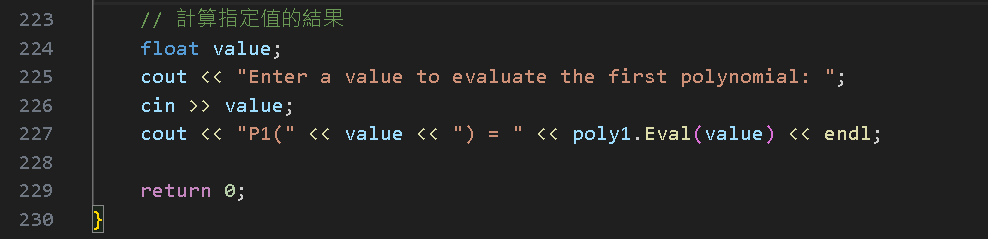 223 // 計算指定值的結果
224 float value;
225 cout << "Enter a value to evaluate the first polynomial: ";
226 cin >> value;
227 cout << "P1(" << value << ") = " << poly1.Eval(value) << endl;
228
229 return 0;
230 }